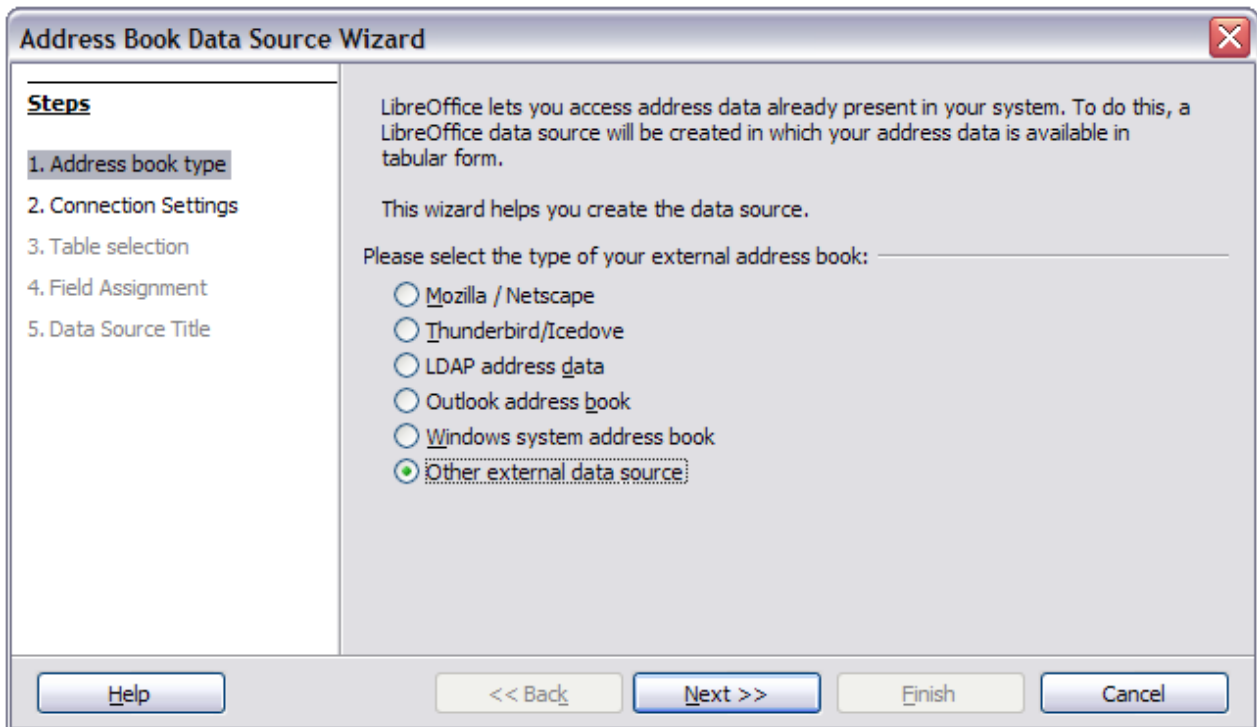 Address Book Data Source Wizard
Steps
1. Address book type
2. Connection Settings
3. Table selection
4. Field Assignment
5. Data Source Title
LibreOffice lets you access address data already present in your system. To do this, a
LibreOffice data source will be created in which your address data is available in
tabular form.
This wizard helps you create the data source.
Please select the type of your external address book:
Mozilla / Netscape
Thunderbird/Icedove
LDAP address data
Outlook address book
Windows system address book
Other external data source
Help
<< Back
Next >>
Finish
Cancel